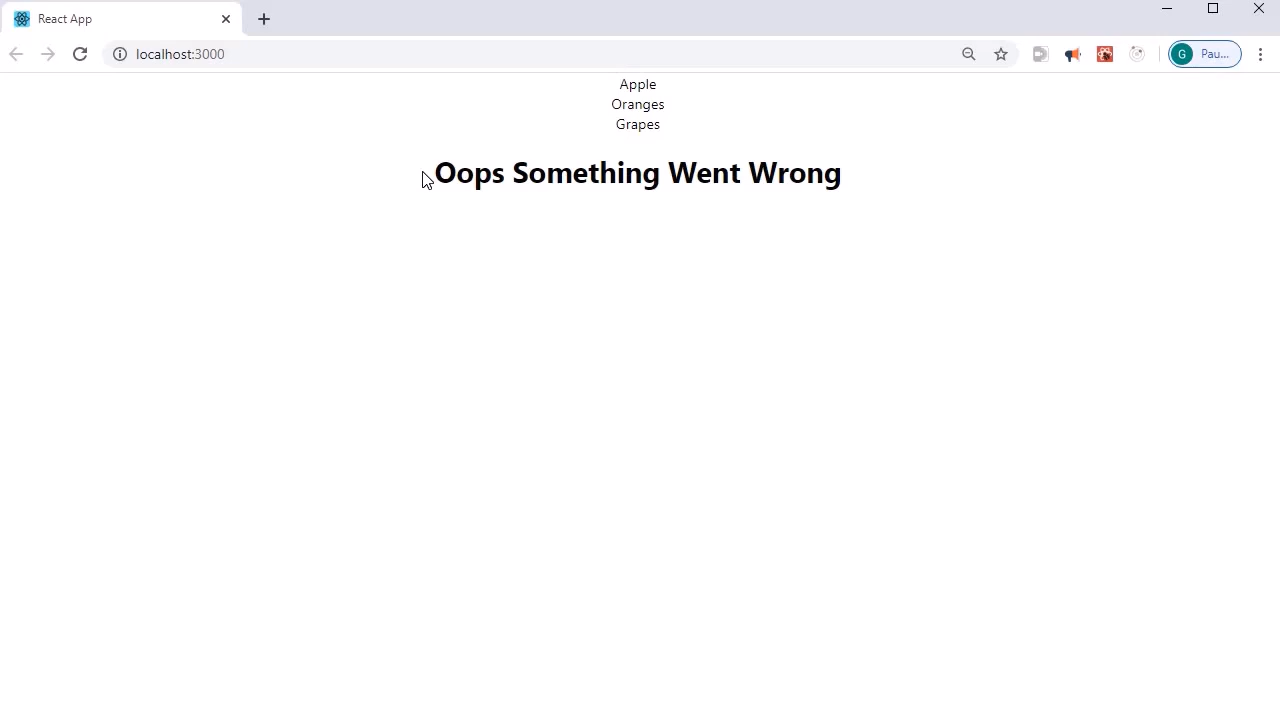 React App
localhost:3000
G
Pau...
Apple
Oranges
Grapes
Oops Something Went Wrong